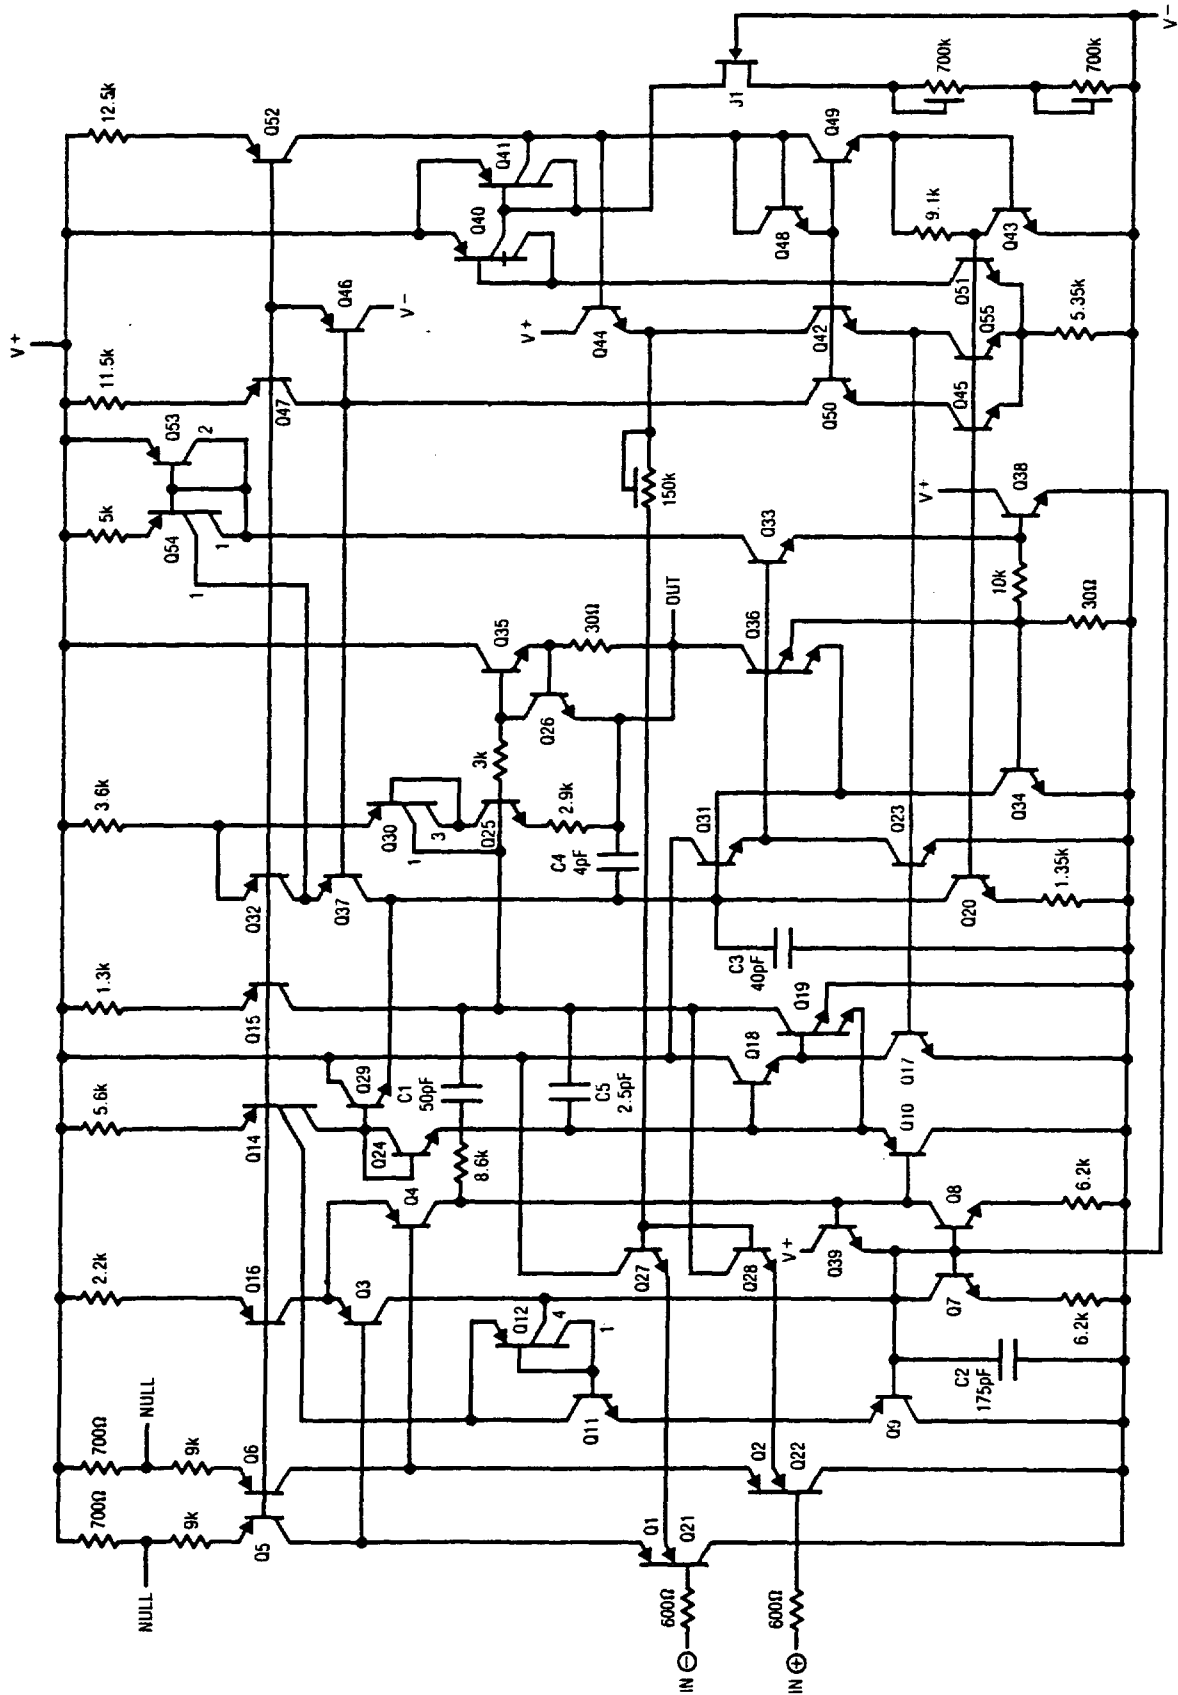 V+
V-
12.5k
Q52
Q41
Q40
Q46
V-
11.5k
Q47
Q53
2
5k
Q54
1
1
3.6k
Q32
Q37
Q30
1
3
Q25
2.9k
3k
Q35
Q26
30Ω
OUT
C4
4pF
1.3k
Q15
5.6k
Q14
Q29
Q24
C1
50pF
8.6k
C5
2.5pF
2.2k
Q16
Q3
Q4
Q12
4
1
Q11
700Ω
NULL
9k
Q6
700Ω
NULL
9k
Q5
J1
700k
700k
Q49
Q48
9.1k
Q43
Q44
V+
Q42
Q50
Q51
Q55
Q45
5.35k
150k
Q33
Q36
Q38
V+
10k
30Ω
Q31
Q23
Q34
Q20
1.35k
C3
40pF
Q19
Q18
Q17
Q10
Q27
Q28
V+
Q39
Q8
6.2k
Q7
6.2k
C2
175pF
Q9
Q2
Q22
Q1
Q21
600Ω
IN ⊖
600Ω
IN ⊕